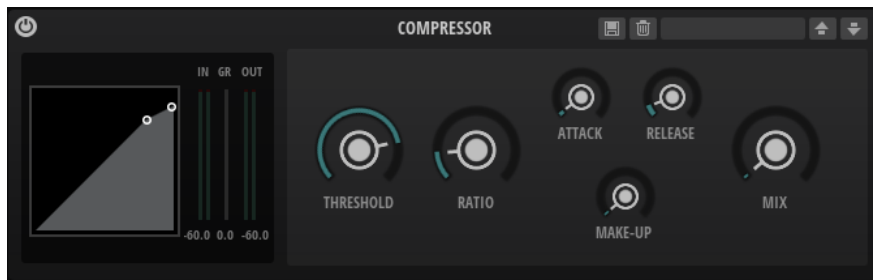 COMPRESSOR
IN GR OUT
-60.0 0.0 -60.0
THRESHOLD
RATIO
ATTACK
RELEASE
MAKE-UP
MIX